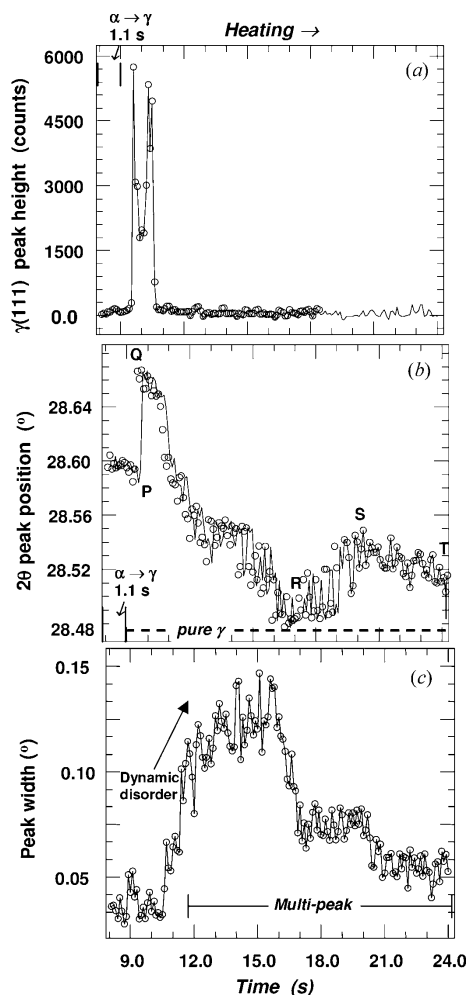 α → γ
1.1 s
Heating →
(a)
6000
4500
3000
1500
0.0
γ(111) peak height (counts)
(b)
Q
28.64
28.60
28.56
28.52
28.48
P
R
S
T
2θ peak position (º)
α → γ
1.1 s
pure γ
(c)
0.15
0.10
0.05
Peak width (º)
Dynamic
disorder
Multi-peak
9.0 12.0 15.0 18.0 21.0 24.0
Time (s)